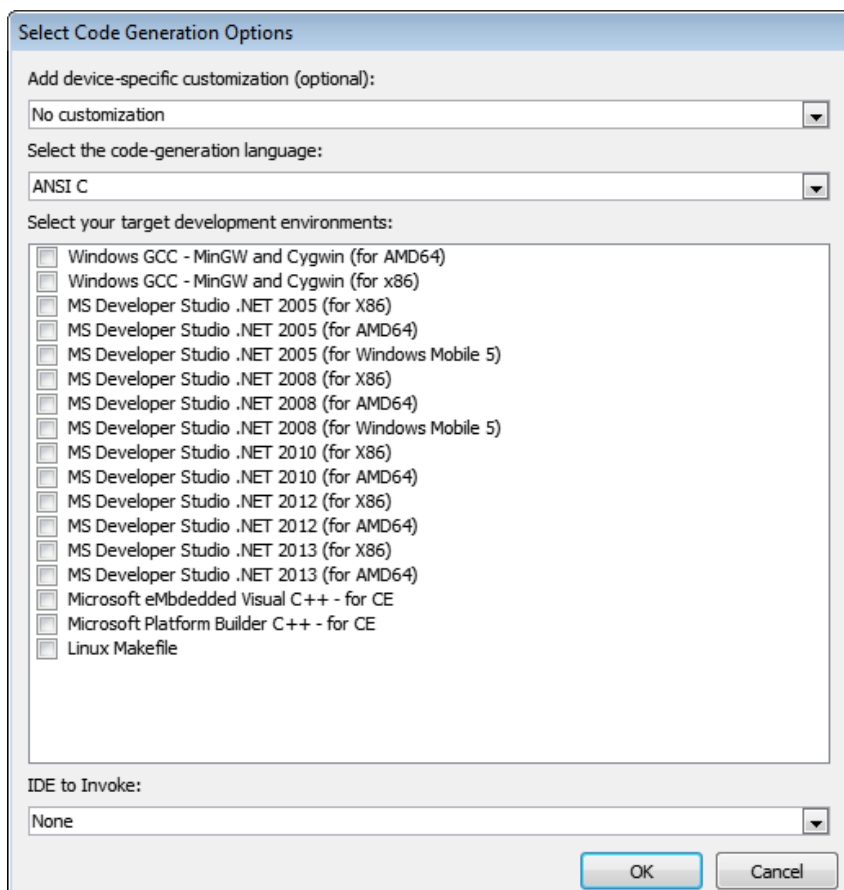 Select Code Generation Options
Add device-specific customization (optional):
No customization
Select the code-generation language:
ANSI C
Select your target development environments:
Windows GCC - MinGW and Cygwin (for AMD64)
Windows GCC - MinGW and Cygwin (for x86)
MS Developer Studio .NET 2005 (for X86)
MS Developer Studio .NET 2005 (for AMD64)
MS Developer Studio .NET 2005 (for Windows Mobile 5)
MS Developer Studio .NET 2008 (for X86)
MS Developer Studio .NET 2008 (for AMD64)
MS Developer Studio .NET 2008 (for Windows Mobile 5)
MS Developer Studio .NET 2010 (for X86)
MS Developer Studio .NET 2010 (for AMD64)
MS Developer Studio .NET 2012 (for X86)
MS Developer Studio .NET 2012 (for AMD64)
MS Developer Studio .NET 2013 (for X86)
MS Developer Studio .NET 2013 (for AMD64)
Microsoft eMbdedded Visual C++ - for CE
Microsoft Platform Builder C++ - for CE
Linux Makefile
IDE to Invoke:
None
OK Cancel